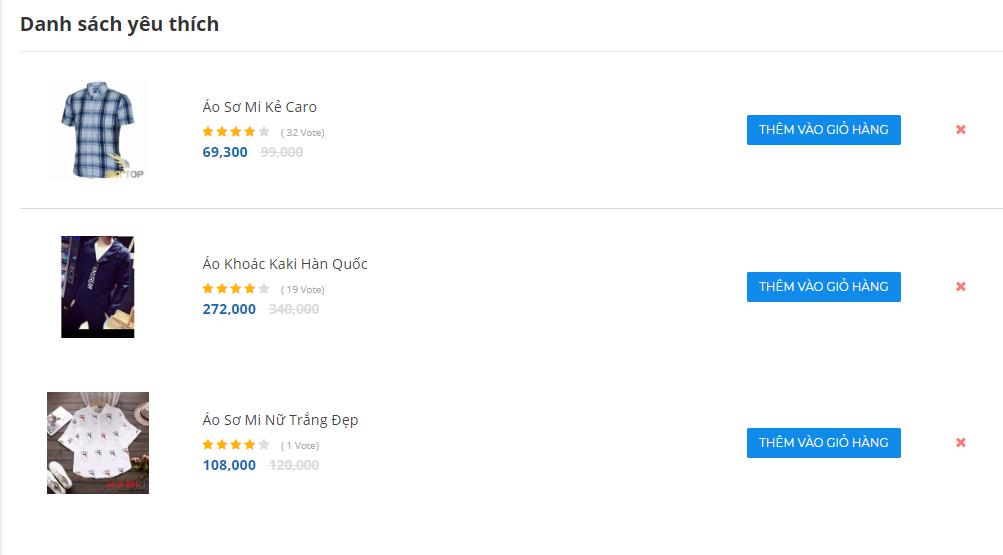 Danh sách yêu thích
Áo Sơ Mi Kẻ Caro
( 32 Vote)
69,300 99,000
THÊM VÀO GIỎ HÀNG
Áo Khoác Kaki Hàn Quốc
( 19 Vote)
272,000 340,000
THÊM VÀO GIỎ HÀNG
Áo Sơ Mi Nữ Trắng Đẹp
( 1 Vote)
108,000 120,000
THÊM VÀO GIỎ HÀNG